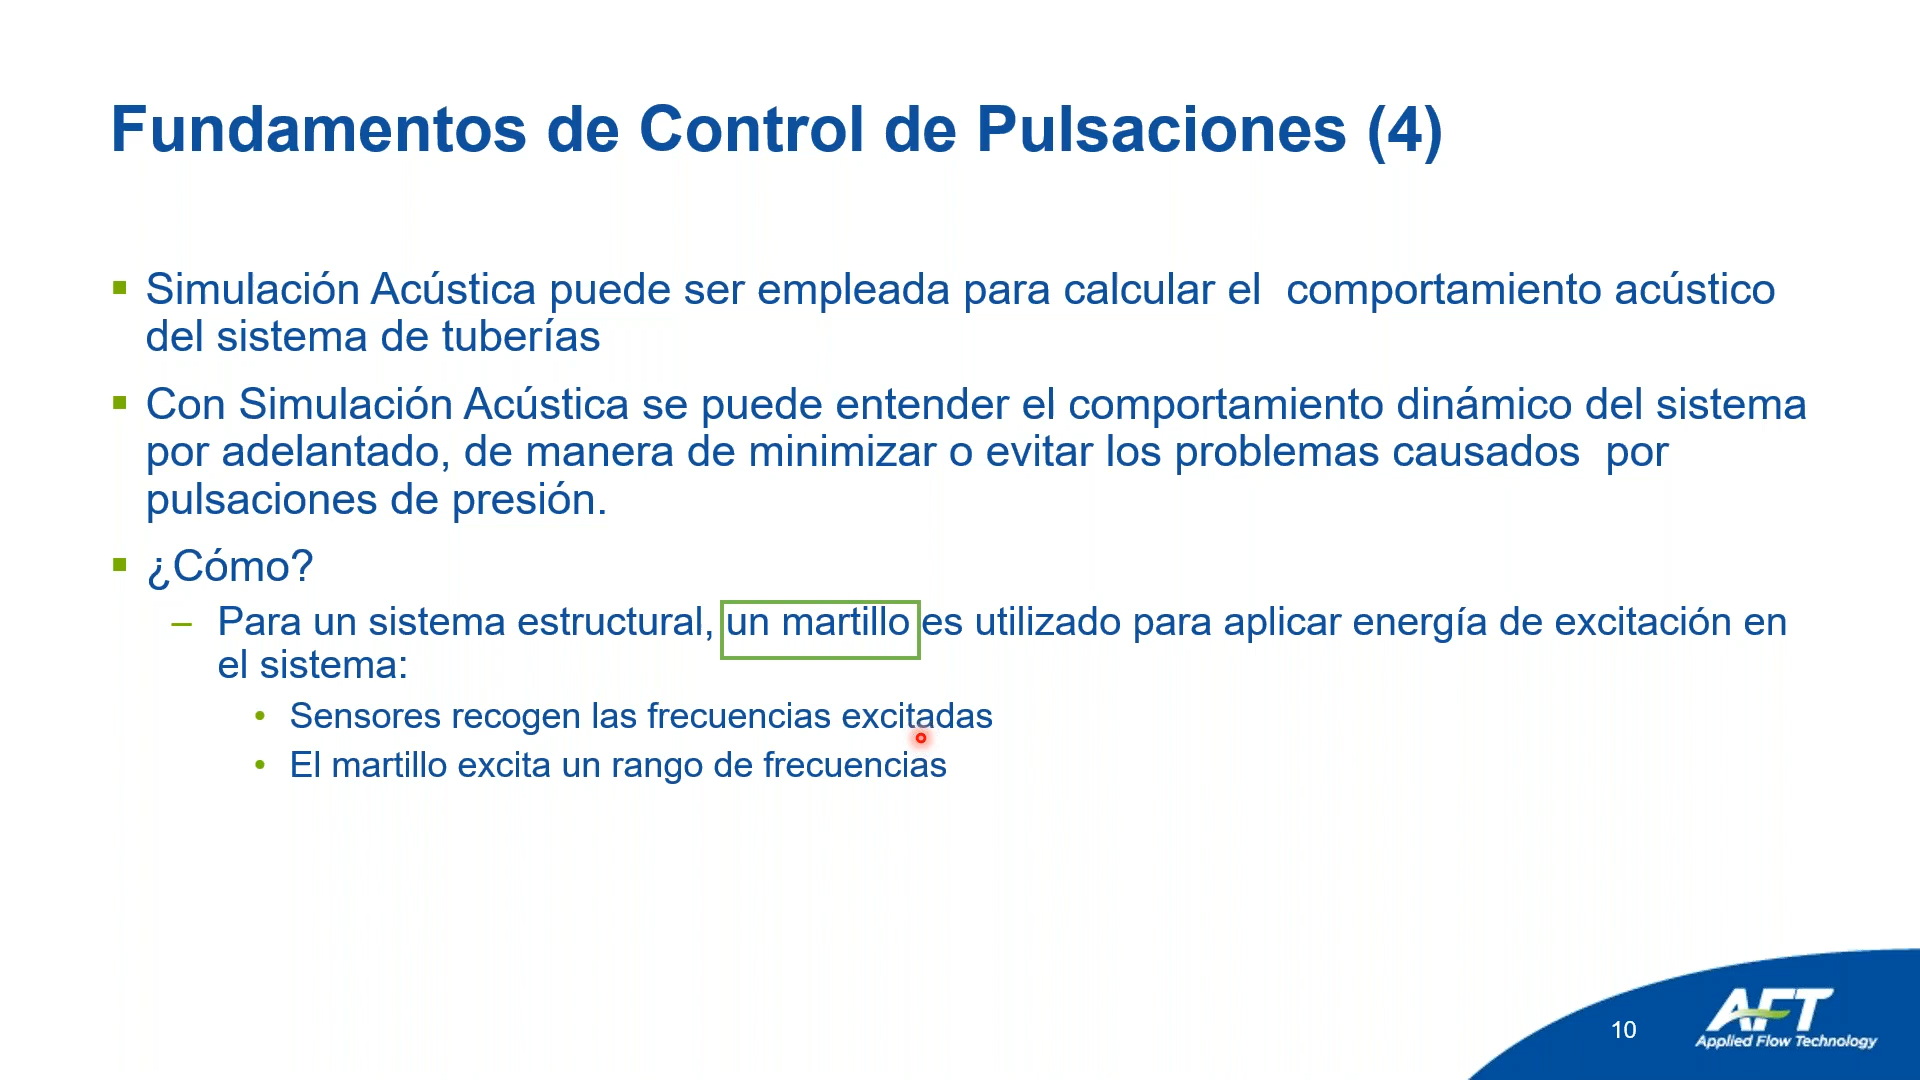 Fundamentos de Control de Pulsaciones (4)
Simulación Acústica puede ser empleada para calcular el comportamiento acústico
del sistema de tuberías
Con Simulación Acústica se puede entender el comportamiento dinámico del sistema
por adelantado, de manera de minimizar o evitar los problemas causados por
pulsaciones de presión.
¿Cómo?
– Para un sistema estructural, un martillo es utilizado para aplicar energía de excitación en
el sistema:
• Sensores recogen las frecuencias excitadas
• El martillo excita un rango de frecuencias
10
AFT
Applied Flow Technology